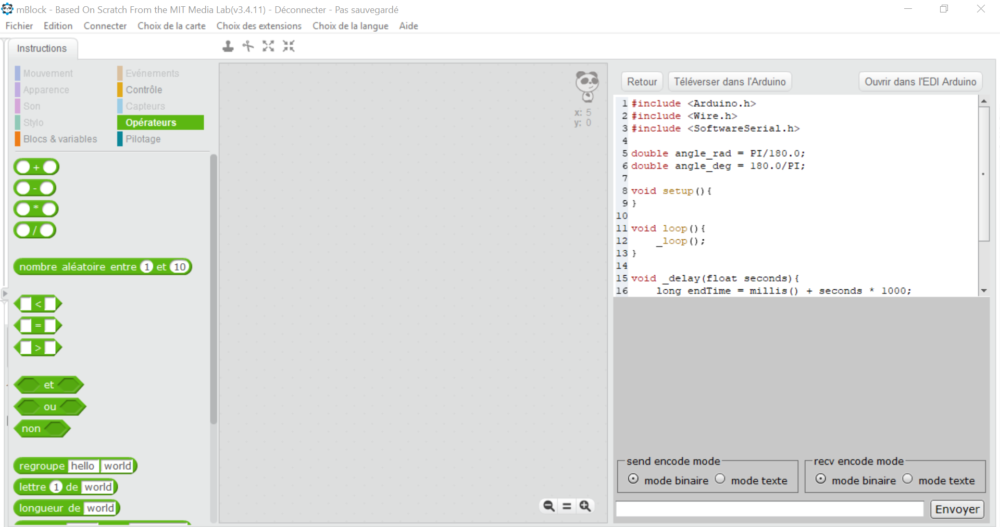 mBlock - Based On Scratch From the MIT Media Lab(v3.4.11) - Déconnecter - Pas sauvegardé
Fichier Edition Connecter Choix de la carte Choix des extensions Choix de la langue Aide
Instructions
Mouvement Evénements
Apparence Contrôle
Son Capteurs
Stylo Opérateurs
Blocs & variables Pilotage
+
-
*
/
nombre aléatoire entre 1 et 10
<
=
>
et
ou
non
regroupe hello world
lettre 1 de world
longueur de world
x: 5
y: 0
Retour Téléverser dans l'Arduino Ouvrir dans l'EDI Arduino
1 #include <Arduino.h>
2 #include <Wire.h>
3 #include <SoftwareSerial.h>
4
5 double angle_rad = PI/180.0;
6 double angle_deg = 180.0/PI;
7
8 void setup(){
9 }
10
11 void loop(){
12 _loop();
13 }
14
15 void _delay(float seconds){
16 long endTime = millis() + seconds * 1000;
send encode mode
mode binaire mode texte
recv encode mode
mode binaire mode texte
Envoyer